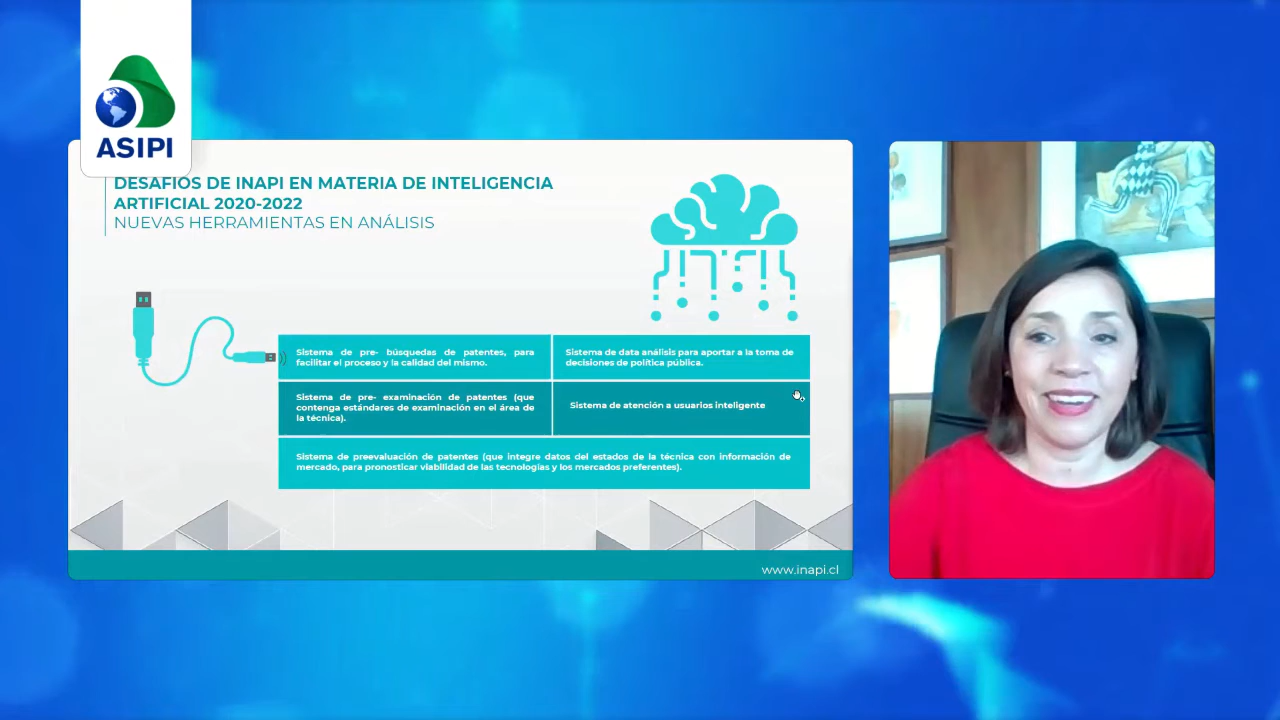 ASIPI
DESAFIOS DE INAPI EN MATERIA DE INTELIGENCIA
ARTIFICIAL 2020-2022
NUEVAS HERRAMIENTAS EN ANÁLISIS
Sistema de pre- búsquedas de patentes, para
facilitar el proceso y la calidad del mismo.
Sistema de data análisis para aportar a la toma de
decisiones de política pública.
Sistema de pre- examinación de patentes (que
contenga estándares de examinación en el área de
la técnica).
Sistema de atención a usuarios inteligente
Sistema de preevaluación de patentes (que integre datos del estados de la técnica con información de
mercado, para pronosticar viabilidad de las tecnologías y los mercados preferentes).
www.inapi.cl